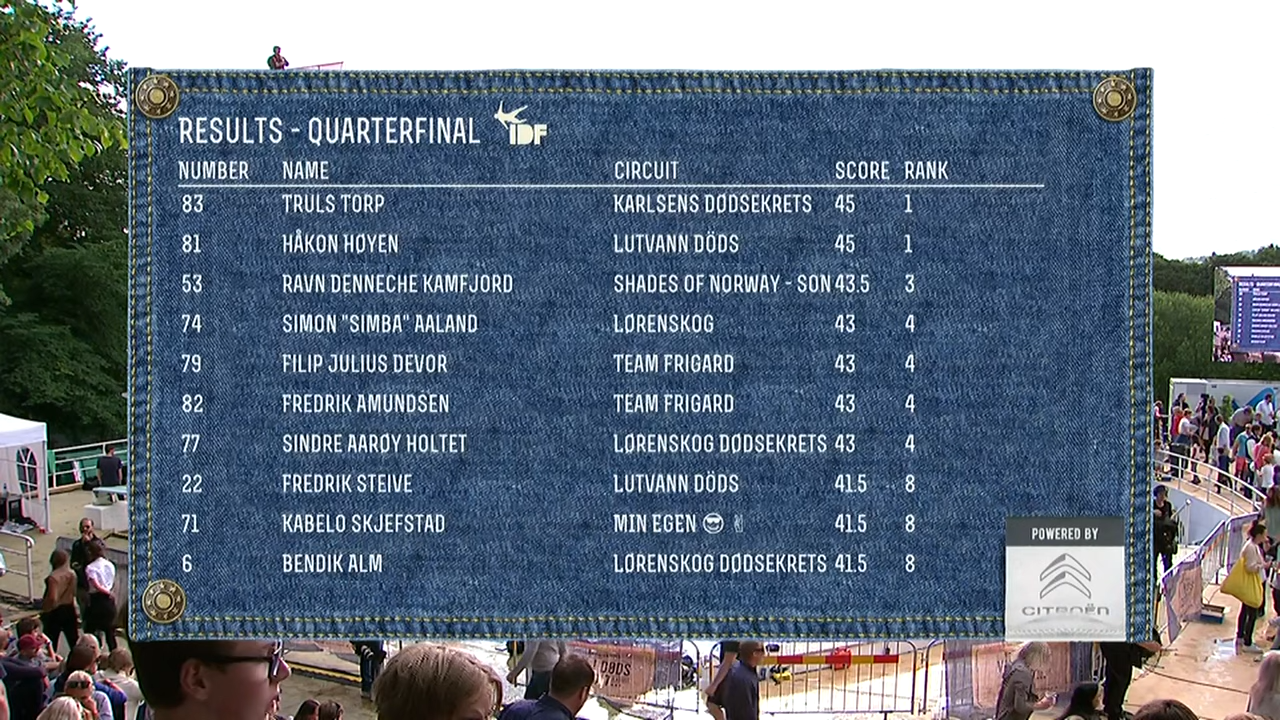 RESULTS - QUARTERFINAL IDF
NUMBER NAME CIRCUIT SCORE RANK
83 TRULS TORP KARLSENS DØDSEKRETS 45 1
81 HÅKON HØYEN LUTVANN DÖDS 45 1
53 RAVN DENNECHE KAMFJORD SHADES OF NORWAY - SON 43.5 3
74 SIMON "SIMBA" AALAND LØRENSKOG 43 4
79 FILIP JULIUS DEVOR TEAM FRIGARD 43 4
82 FREDRIK AMUNDSEN TEAM FRIGARD 43 4
77 SINDRE AARØY HOLTET LØRENSKOG DØDSEKRETS 43 4
22 FREDRIK STEIVE LUTVANN DÖDS 41.5 8
71 KABELO SKJEFSTAD MIN EGEN 😎 ✌ 41.5 8
6 BENDIK ALM LØRENSKOG DØDSEKRETS 41.5 8
POWERED BY
CITROËN